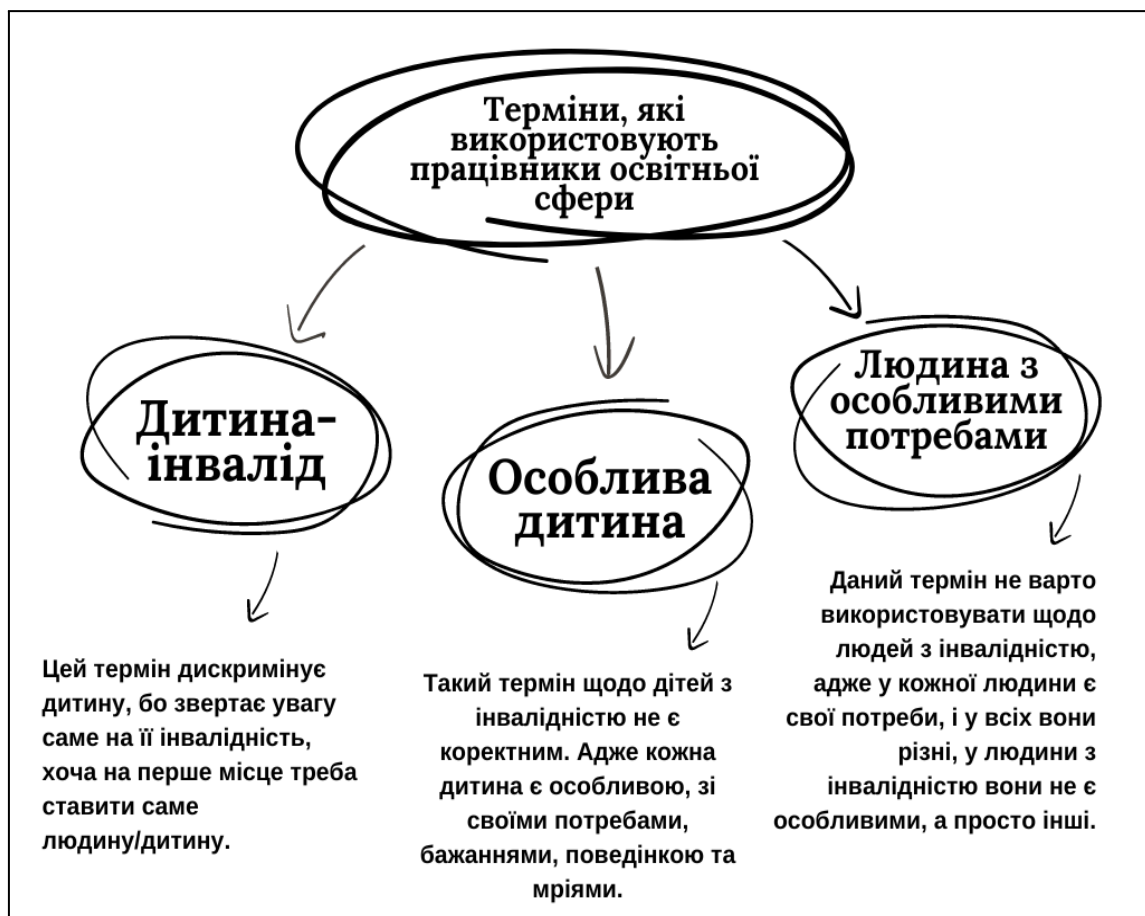 Терміни, які
використовують
працівники освітньої
сфери
Дитина-
інвалід
Особлива
дитина
Людина з
особливими
потребами
Цей термін дискримінує
дитину, бо звертає увагу
саме на її інвалідність,
хоча на перше місце треба
ставити саме
людину/дитину.
Такий термін щодо дітей з
інвалідністю не є
коректним. Адже кожна
дитина є особливою, зі
своїми потребами,
бажаннями, поведінкою та
мріями.
Даний термін не варто
використовувати щодо
людей з інвалідністю,
адже у кожної людини є
свої потреби, і у всіх вони
різні, у людини з
інвалідністю вони не є
особливими, а просто інші.